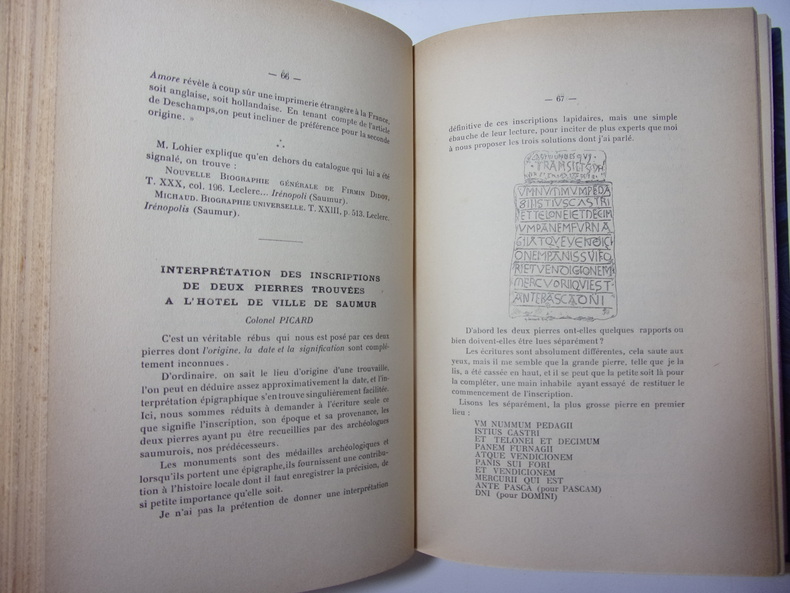 — 66 —
Amore révèle à coup sûr une imprimerie étrangère à la France,
soit anglaise, soit hollandaise. En tenant compte de l'article
de Deschamps, on peut incliner de préférence pour la seconde
origine. »
M. Lohier explique qu'en dehors du catalogue qui lui a été
signalé, on trouve :
NOUVELLE BIOGRAPHIE GÉNÉRALE DE FIRMIN DIDOT,
T. XXX, col. 196. Leclerc... Irénopoli (Saumur).
MICHAUD. BIOGRAPHIE UNIVERSELLE. T. XXIII, p. 513. Leclerc.
Irénopolis (Saumur).
INTERPRÉTATION DES INSCRIPTIONS
DE DEUX PIERRES TROUVÉES
A L'HOTEL DE VILLE DE SAUMUR
Colonel PICARD
C'est un véritable rébus qui nous est posé par ces deux
pierres dont l'origine, la date et la signification sont complè-
tement inconnues.
D'ordinaire, on sait le lieu d'origine d'une trouvaille,
l'on peut en déduire assez approximativement la date, et l'in-
terprétation épigraphique s'en trouve singulièrement facilitée.
Ici, nous sommes réduits à demander à l'écriture seule ce
que signifie l'inscription, son époque et sa provenance, les
deux pierres ayant pu être recueillies par des archéologues
saumurois, nos prédécesseurs.
Les monuments sont des médailles archéologiques et
lorsqu'ils portent une épigraphe, ils fournissent une contribu-
tion à l'histoire locale dont il faut enregistrer la précision, de
si petite importance qu'elle soit.
Je n'ai pas la prétention de donner une interprétation
— 67 —
définitive de ces inscriptions lapidaires, mais une simple
ébauche de leur lecture, pour inciter de plus experts que moi
à nous proposer les trois solutions dont j'ai parlé.
VMNVMMVMPEDA
ISTIVSCASTRI
ETTELONEIETDECIM
VMPANEMFVRNA
GIIATQVEVENDIC
ONEMPANISSVIFO
RIETVENDICIONEM
MERCVRIIQVIEST
ANTEPASCADNI
D'abord les deux pierres ont-elles quelques rapports ou
bien doivent-elles être lues séparément ?
Les écritures sont absolument différentes, cela saute aux
yeux, mais il me semble que la grande pierre, telle que je la
lis, a été cassée en haut, et il se peut que la petite soit là pour
la compléter, une main inhabile ayant essayé de restituer le
commencement de l'inscription.
Lisons les séparément, la plus grosse pierre en premier
lieu :
VM NUMMUM PEDAGII
ISTIUS CASTRI
ET TELONEI ET DECIMUM
PANEM FURNAGII
ATQUE VENDICIONEM
PANIS SUI FORI
ET VENDICIONEM
MERCURII QUI EST
ANTE PASCÀ (pour PASCAM)
DNI (pour DOMINI)